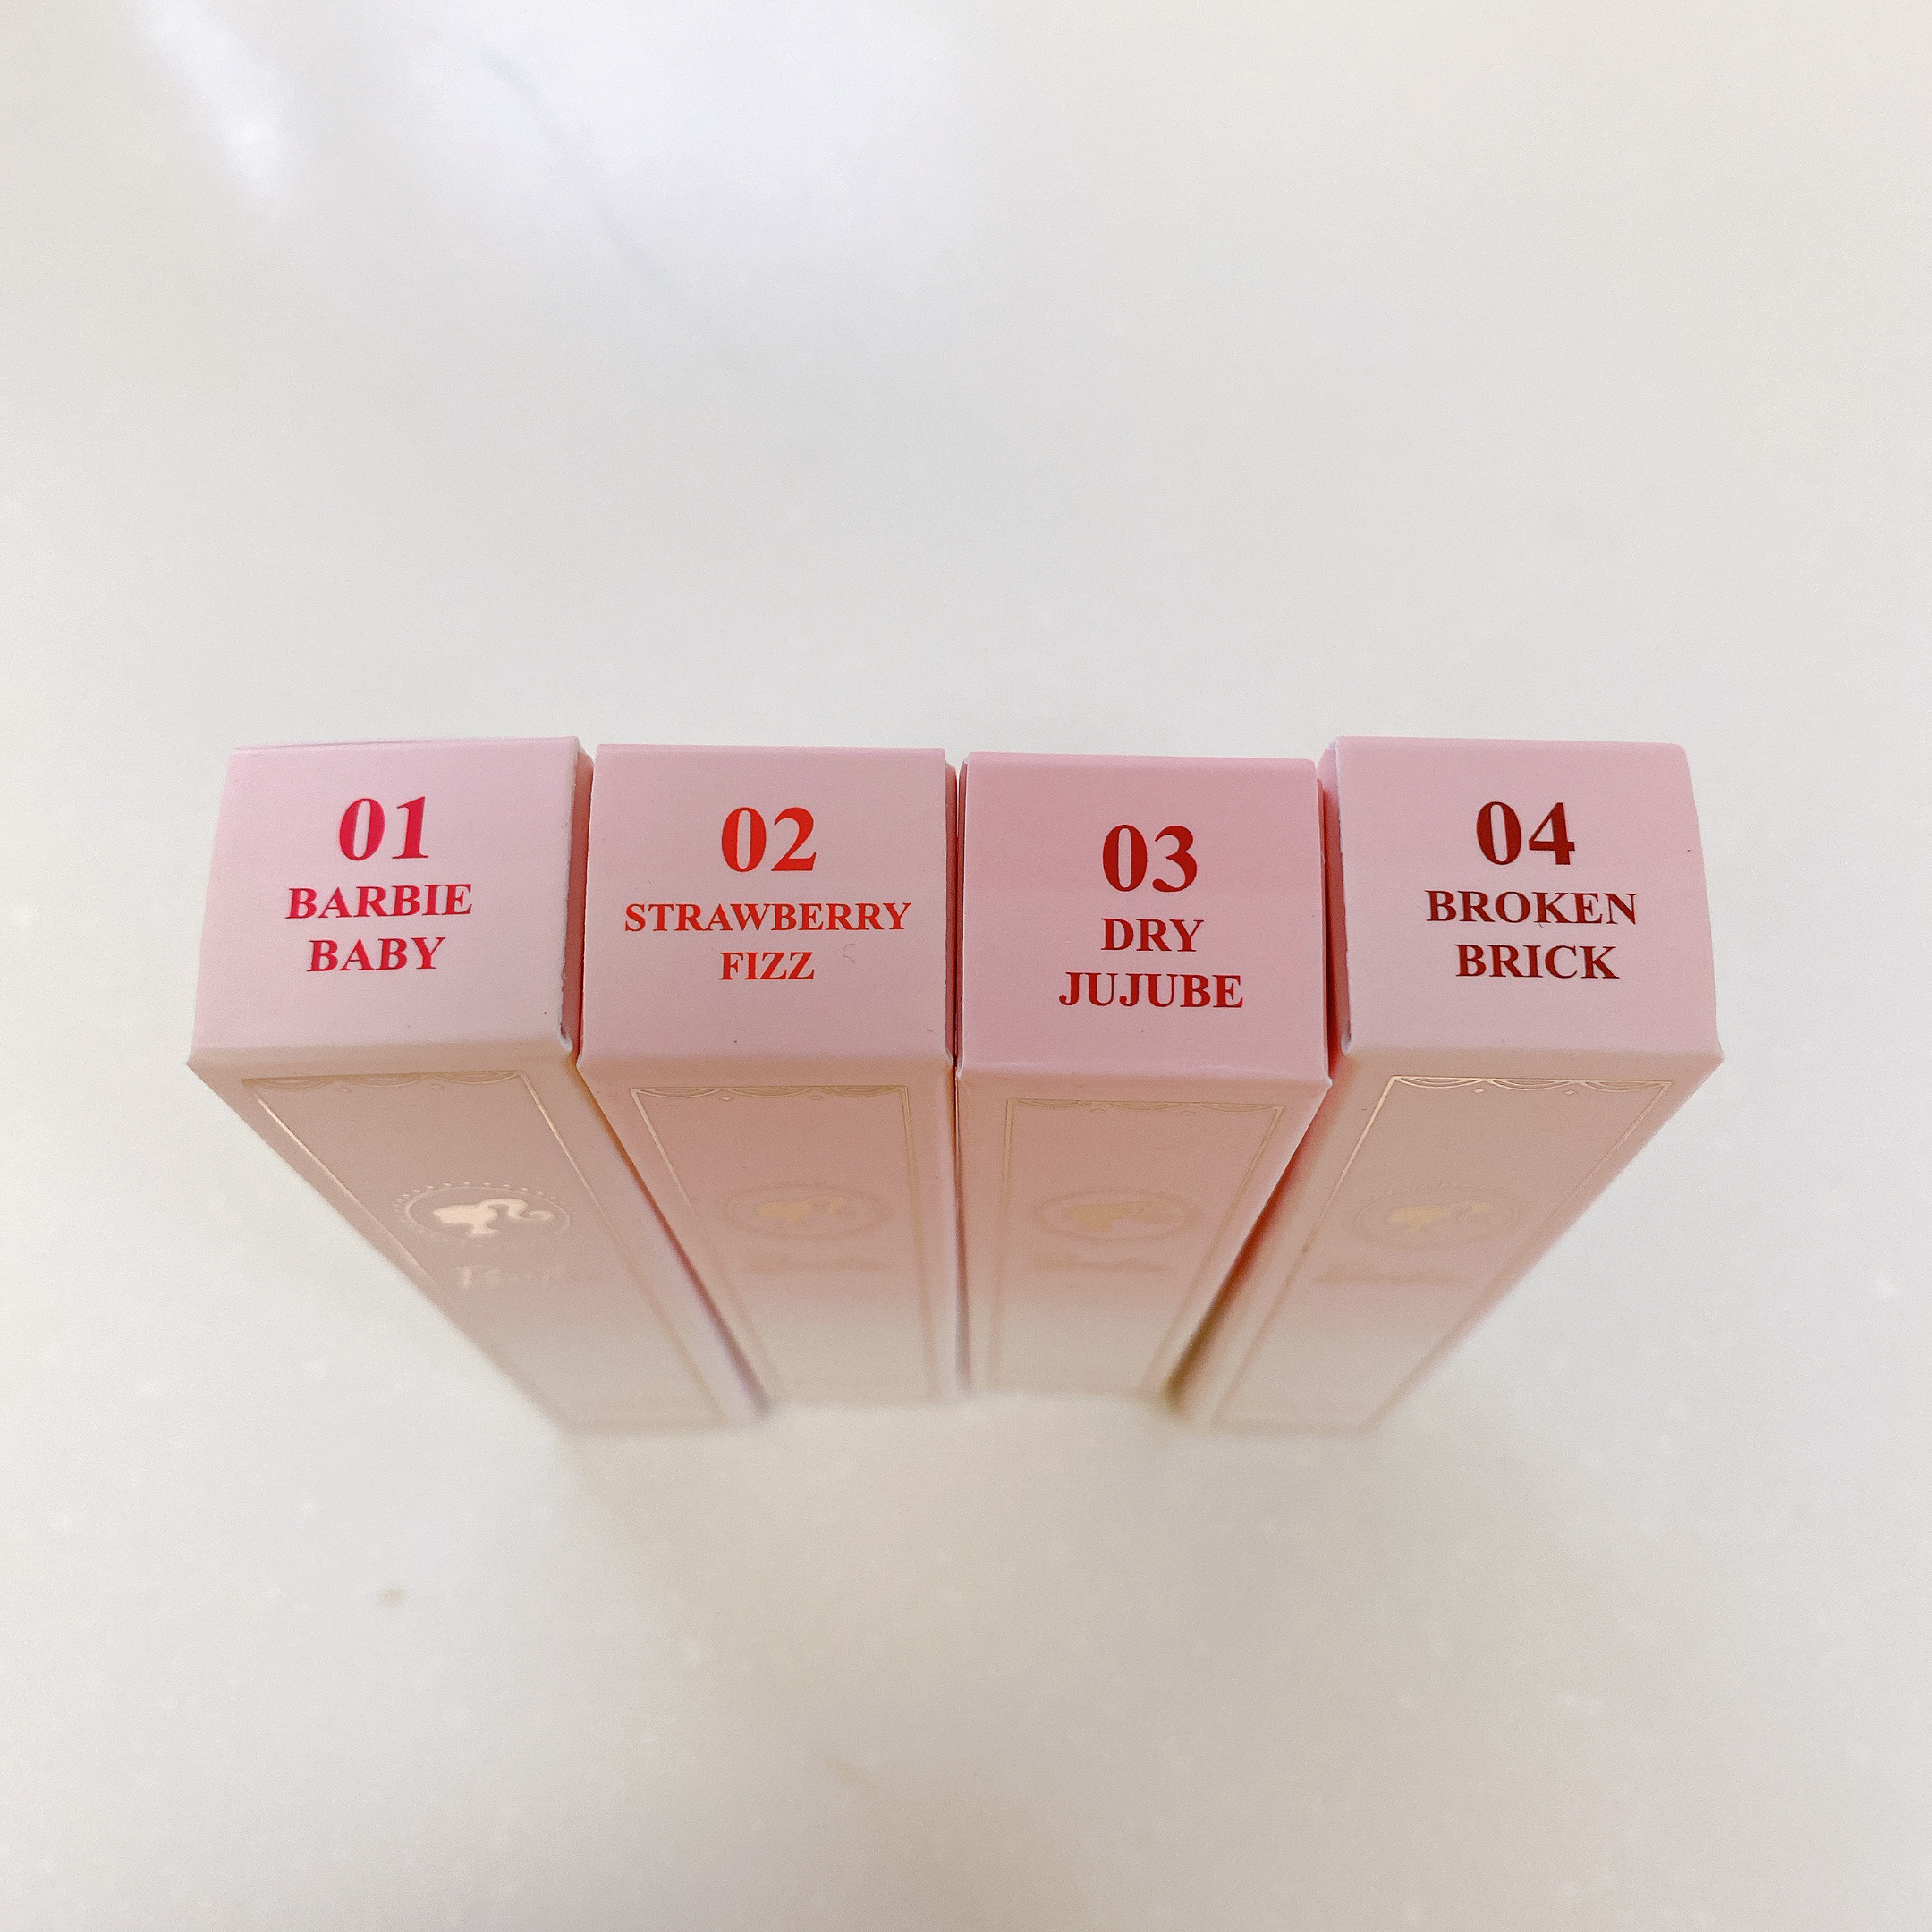 01
BARBIE
BABY
02
STRAWBERRY
FIZZ
03
DRY
JUJUBE
04
BROKEN
BRICK